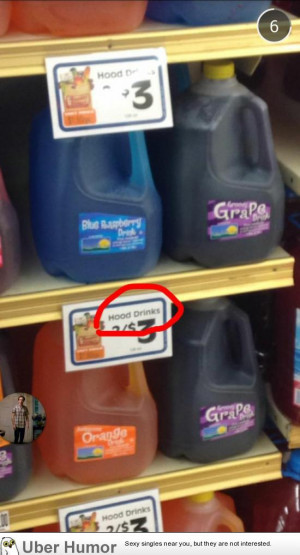 6
Hood
$3
Blue Raspberry
Drink
Grape
Hood Drinks
2/$3
Orange
Drink
Grape
Hood Drinks
2/$3
Uber Humor
Sexy singles near you, but they are not interested.